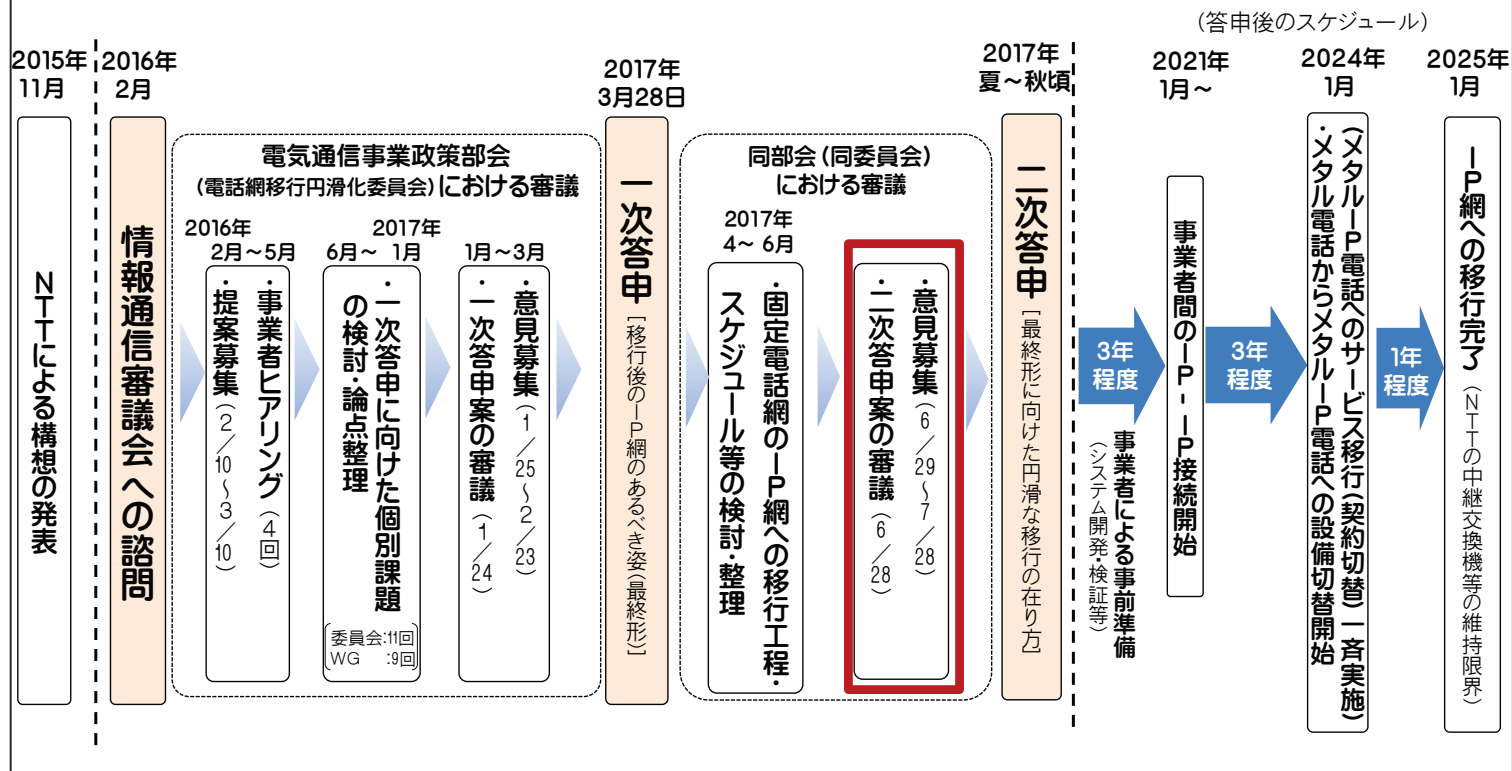 （答申後のスケジュール）
2015年
11月
NTTによる構想の発表
2016年
2月
情報通信審議会への諮問
電気通信事業政策部会
（電話網移行円滑化委員会）における審議
2016年
2月～5月
・事業者ヒアリング（4回）
・提案募集（2／10～3／10）
2017年
6月～ 1月
・一次答申に向けた個別課題
の検討・論点整理
委員会:11回
WG :9回
1月～3月
・意見募集（1／25～2／23）
・一次答申案の審議（1／24）
2017年
3月28日
一次答申［移行後のIP網のあるべき姿（最終形）］
同部会（同委員会）
における審議
2017年
4～ 6月
・固定電話網のIP網への移行工程・
スケジュール等の検討・整理
・意見募集（6／29～7／28）
・二次答申案の審議（6／28）
2017年
夏～秋頃
二次答申［最終形に向けた円滑な移行の在り方］
3年
程度
事業者による事前準備
（システム開発・検証等）
2021年
1月～
事業者間のIP-IP接続開始
3年
程度
2024年
1月
（メタルIP電話へのサービス移行（契約切替）一斉実施）
・メタル電話からメタルIP電話への設備切替開始
1年
程度
2025年
1月
IP網への移行完了（NTTの中継交換機等の維持限界）